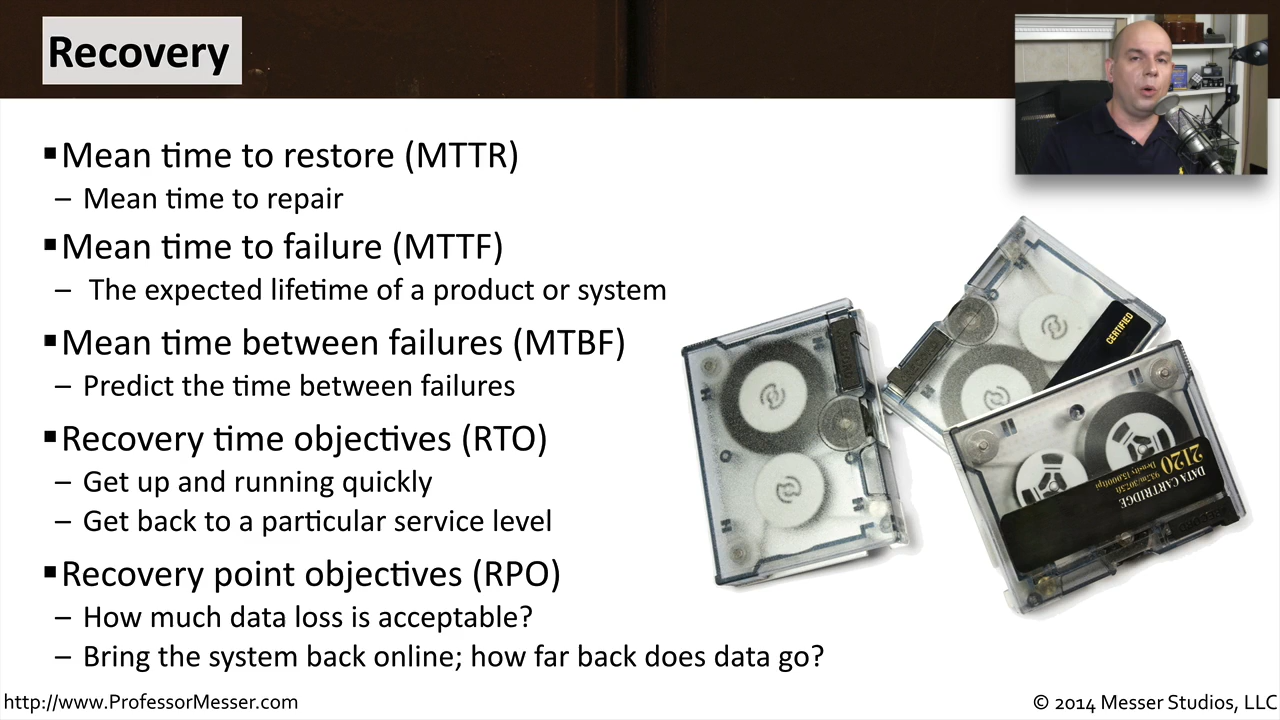 Recovery
▪Mean time to restore (MTTR)
– Mean time to repair
▪Mean time to failure (MTTF)
– The expected lifetime of a product or system
▪Mean time between failures (MTBF)
– Predict the time between failures
▪Recovery time objectives (RTO)
– Get up and running quickly
– Get back to a particular service level
▪Recovery point objectives (RPO)
– How much data loss is acceptable?
– Bring the system back online; how far back does data go?
CERTIFIED
DATA CARTRIDGE
2120
http://www.ProfessorMesser.com
© 2014 Messer Studios, LLC